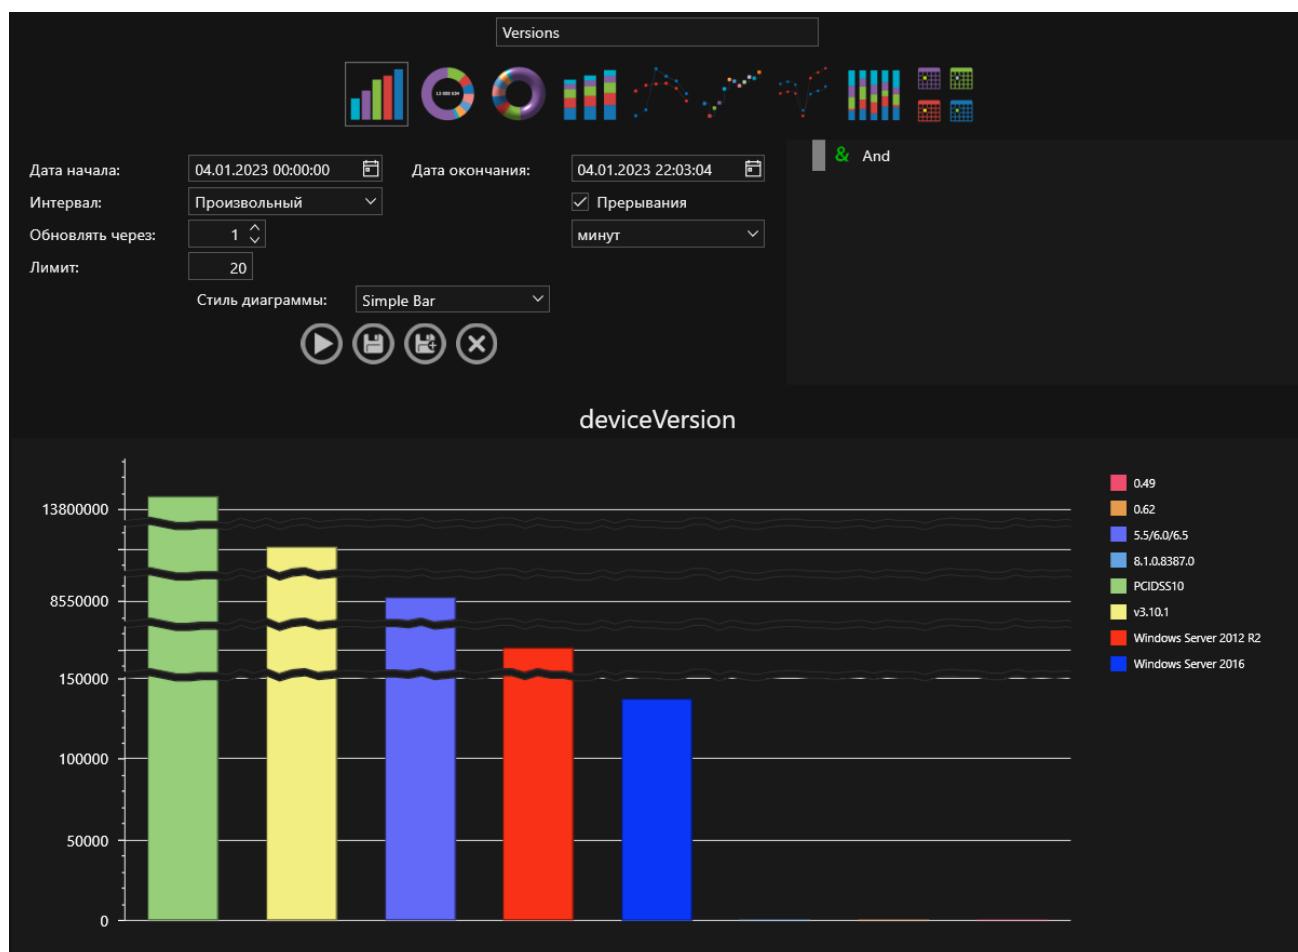 Versions
13 800 634
& And
Дата начала: 04.01.2023 00:00:00 Дата окончания: 04.01.2023 22:03:04
Интервал: Произвольный Прерывания
Обновлять через: 1 минут
Лимит: 20
Стиль диаграммы: Simple Bar
deviceVersion
13800000
8550000
150000
100000
50000
0
0.49
0.62
5.5/6.0/6.5
8.1.0.8387.0
PCIDSS10
v3.10.1
Windows Server 2012 R2
Windows Server 2016